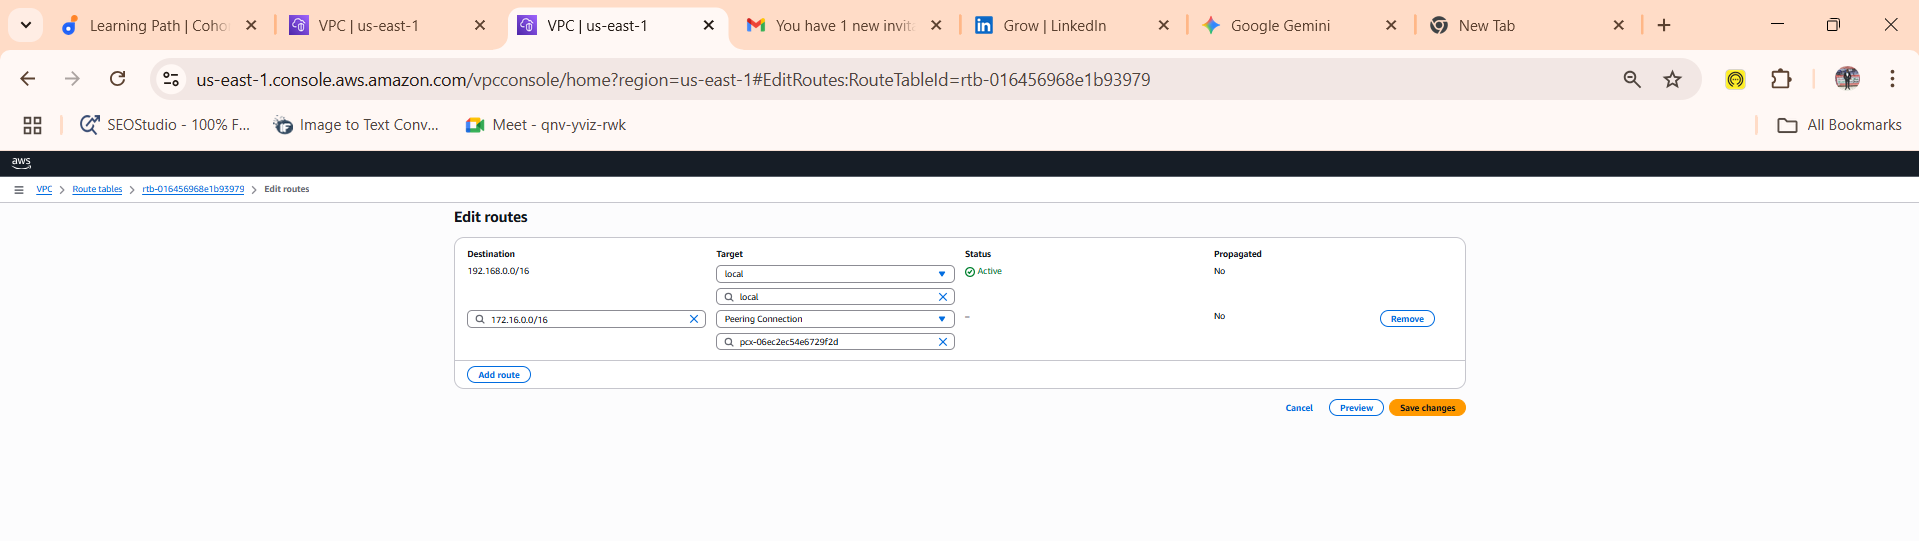 Learning Path | Coho
VPC | us-east-1
VPC | us-east-1
You have 1 new invita
Grow | LinkedIn
Google Gemini
New Tab
us-east-1.console.aws.amazon.com/vpcconsole/home?region=us-east-1#EditRoutes:RouteTableId=rtb-016456968e1b93979
SEOStudio - 100% F...
Image to Text Conv...
Meet - qnv-yviz-rwk
All Bookmarks
aws
VPC > Route tables > rtb-016456968e1b93979 > Edit routes
Edit routes
Destination Target Status Propagated
192.168.0.0/16 local Active No
local
172.16.0.0/16 Peering Connection – No Remove
pcx-06ec2ec54e6729f2d
Add route
Cancel Preview Save changes